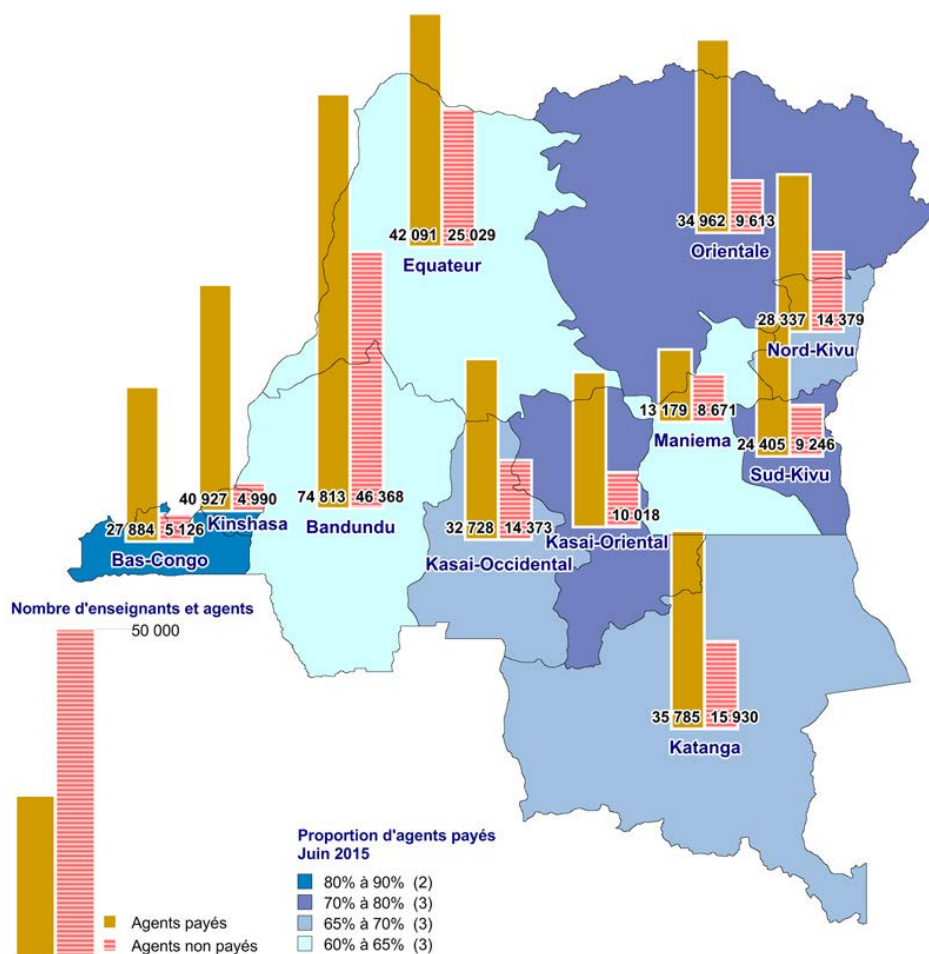 42 091 25 029
Equateur
34 962 9 613
Orientale
28 337 14 379
Nord-Kivu
13 179 8 671
Maniema
24 405 9 246
Sud-Kivu
40 927 4 990
Kinshasa
74 813 46 368
Bandundu
27 884 5 126
Bas-Congo
32 728 14 373
Kasai-Occidental
10 018
Kasai-Oriental
35 785 15 930
Katanga
Nombre d'enseignants et agents
50 000
Agents payés
Agents non payés
Proportion d'agents payés
Juin 2015
80% à 90% (2)
70% à 80% (3)
65% à 70% (3)
60% à 65% (3)